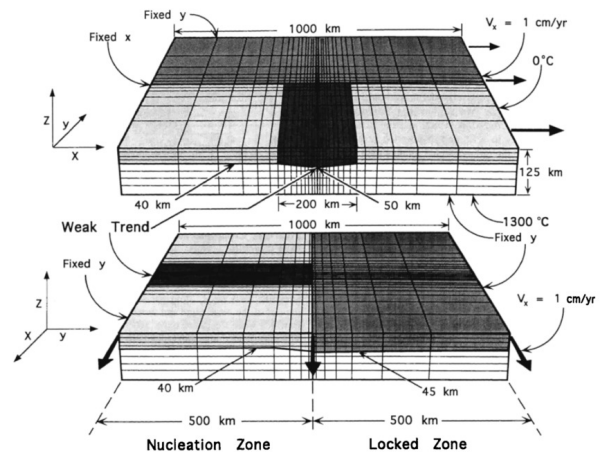 Fixed y
1000 km
Vx = 1 cm/yr
Fixed x
0°C
Z
y
X
125 km
40 km
200 km
50 km
1300 °C
Weak Trend
1000 km
Fixed y
Fixed y
Z
X
y
Vx = 1 cm/yr
40 km
45 km
500 km
500 km
Nucleation Zone
Locked Zone